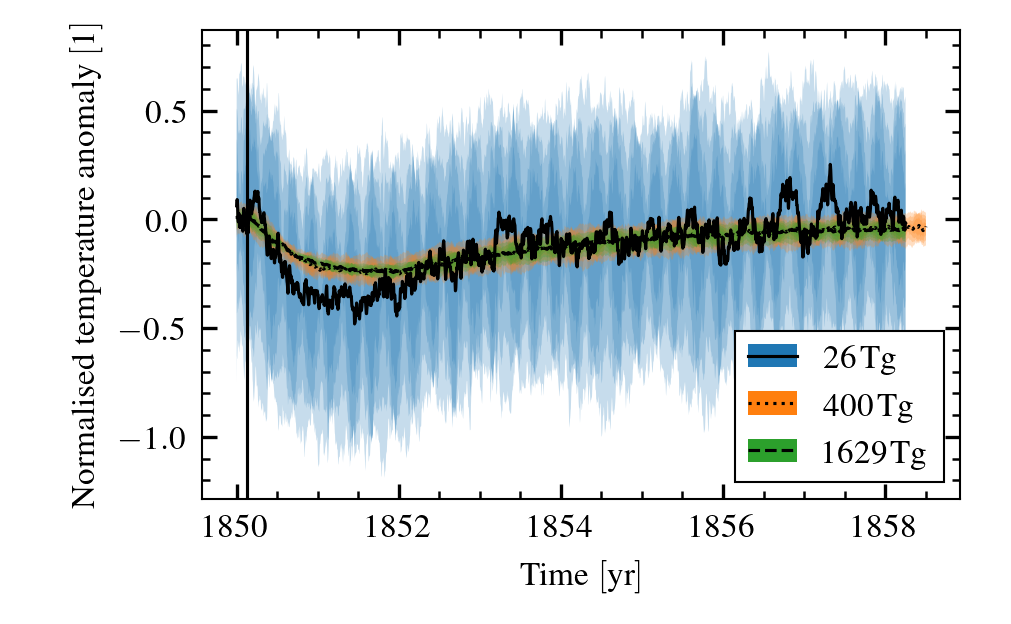 Normalised temperature anomaly [1]
0.5
0.0
−0.5
−1.0
26 Tg
400 Tg
1629 Tg
1850 1852 1854 1856 1858
Time [yr]